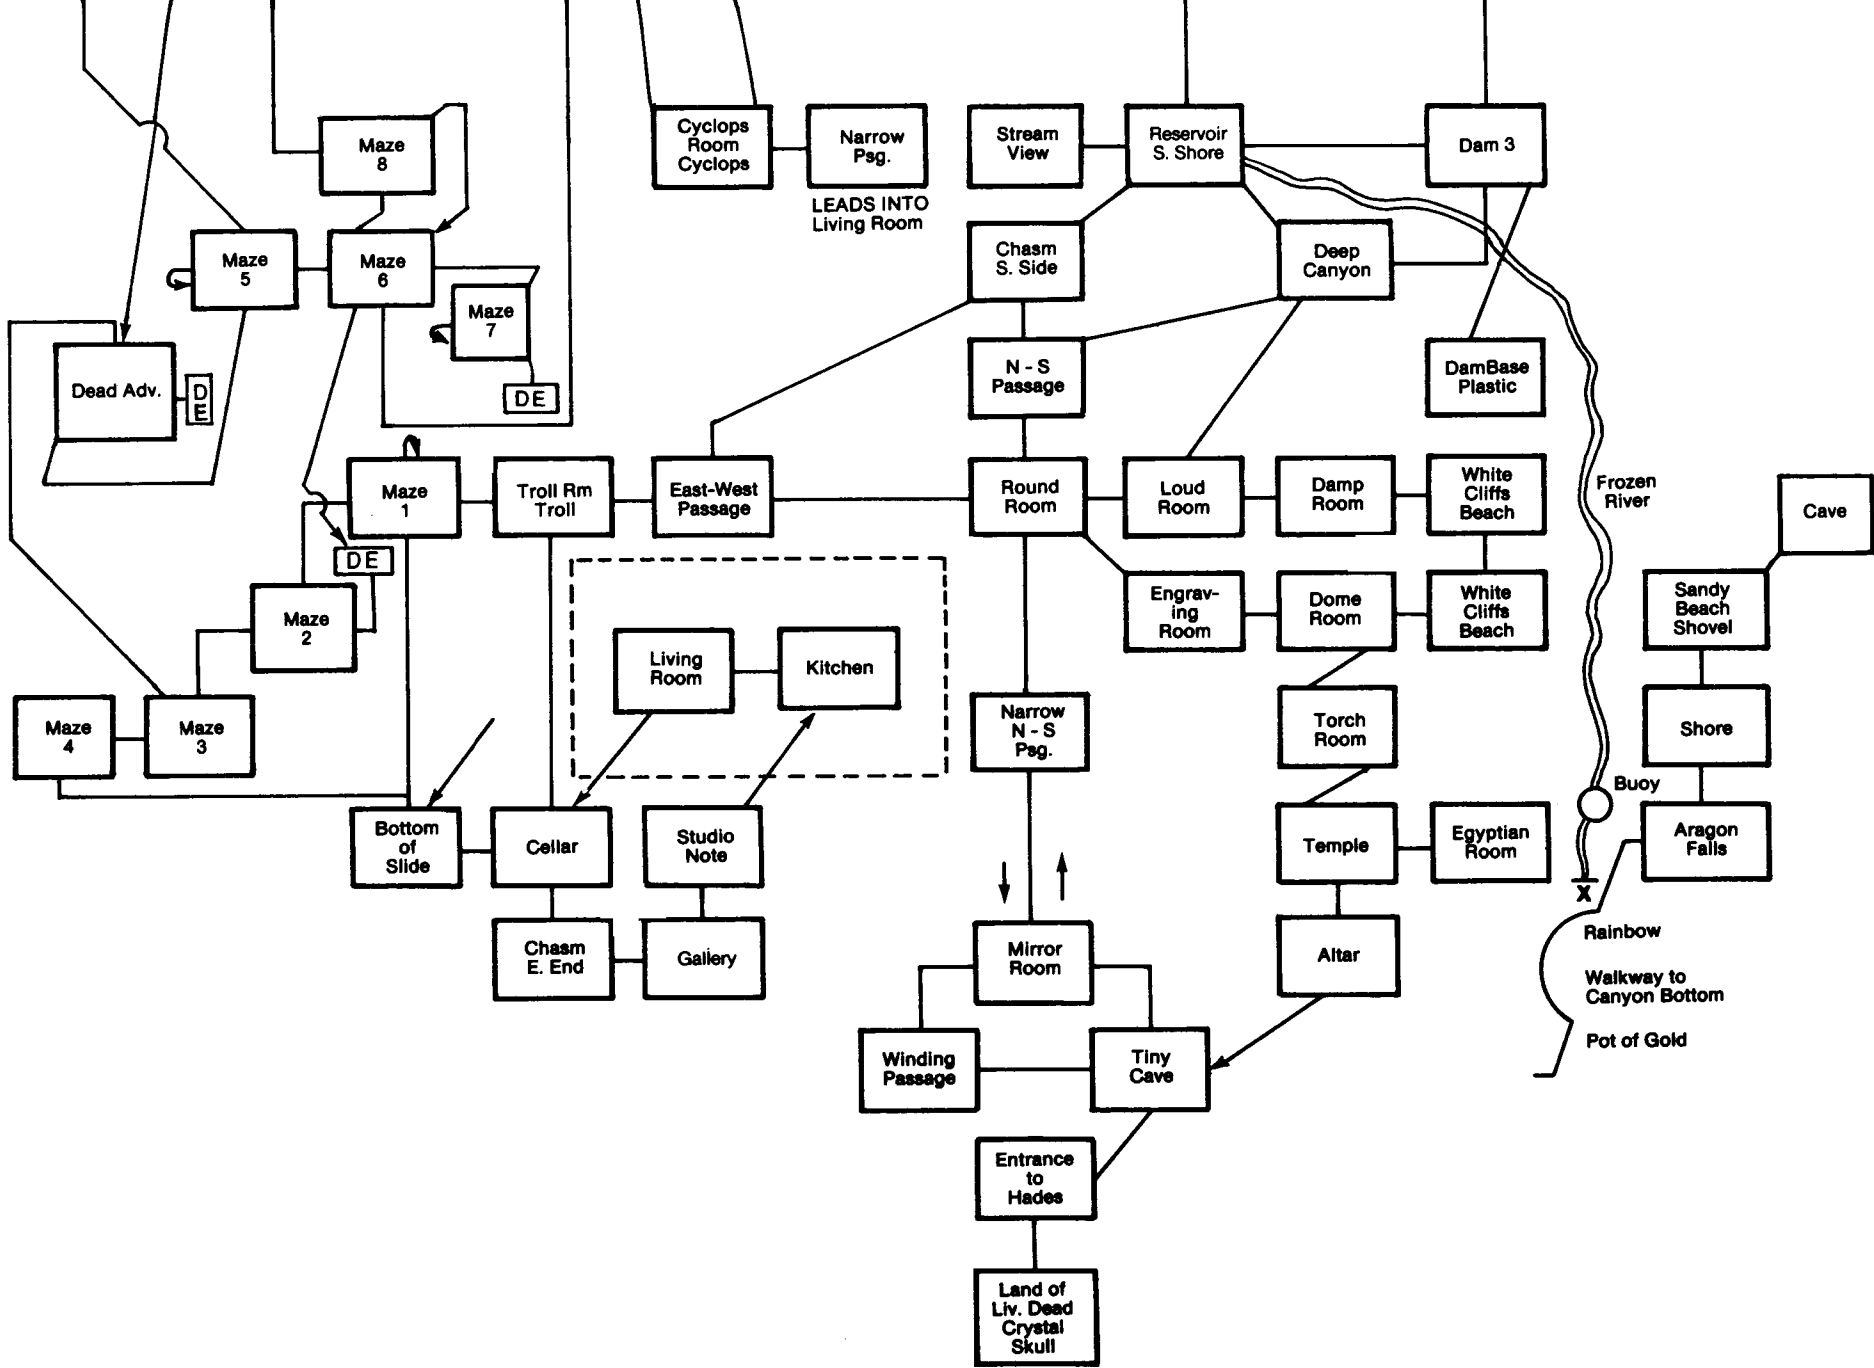 Maze
8
Cyclops
Room
Cyclops
Narrow
Psg.
LEADS INTO
Living Room
Stream
View
Reservoir
S. Shore
Dam 3
Maze
5
Maze
6
Maze
7
DE
Chasm
S. Side
Deep
Canyon
Dead Adv.
D
E
N - S
Passage
DamBase
Plastic
Maze
1
Troll Rm
Troll
East-West
Passage
Round
Room
Loud
Room
Damp
Room
White
Cliffs
Beach
Frozen
River
Cave
DE
Maze
2
Living
Room
Kitchen
Engrav-
ing
Room
Dome
Room
White
Cliffs
Beach
Sandy
Beach
Shovel
Maze
4
Maze
3
Narrow
N - S
Psg.
Torch
Room
Shore
Buoy
Bottom
of
Slide
Cellar
Studio
Note
Temple
Egyptian
Room
Aragon
Falls
X
Chasm
E. End
Gallery
Mirror
Room
Altar
Rainbow
Walkway to
Canyon Bottom
Pot of Gold
Winding
Passage
Tiny
Cave
Entrance
to
Hades
Land of
Liv. Dead
Crystal
Skull